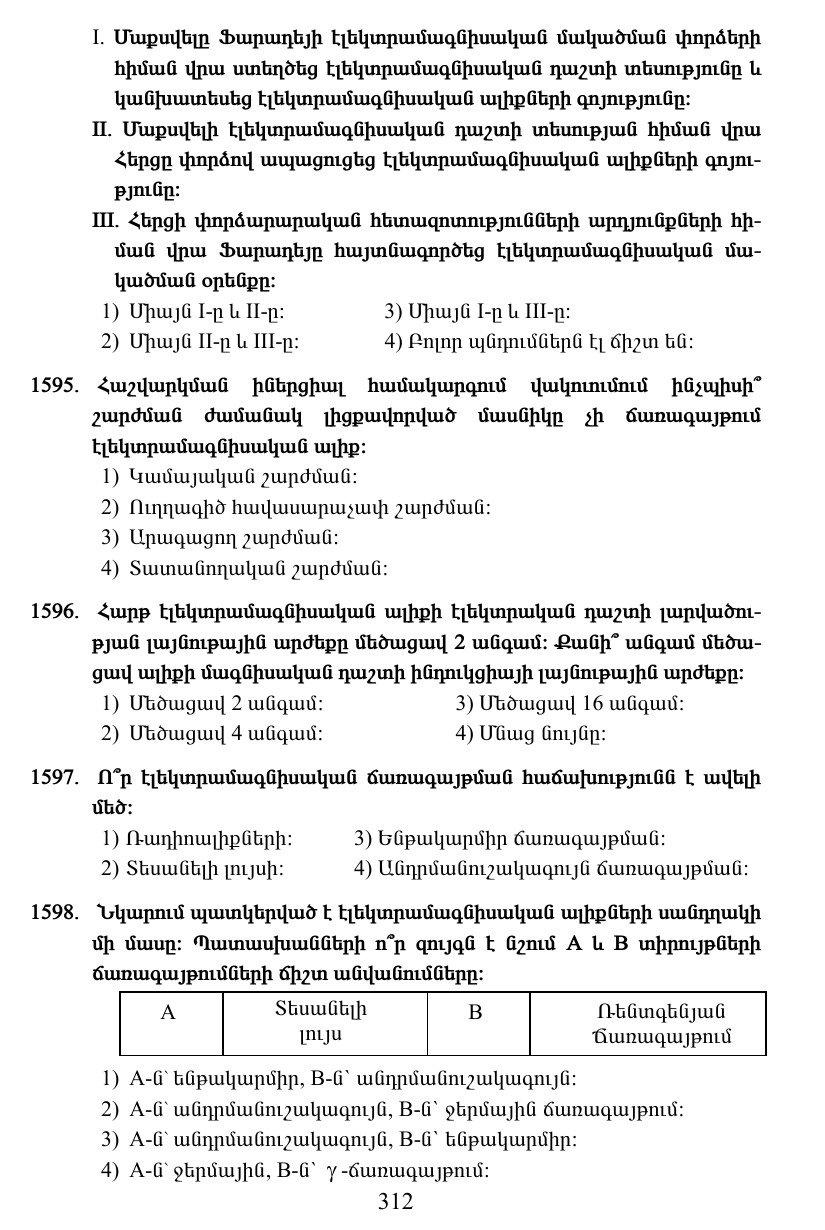 I. Մաքսվելը Ֆարադեյի էլեկտրամագնիսական մակածման փորձերի
հիման վրա ստեղծեց էլեկտրամագնիսական դաշտի տեսությունը և
կանխատեսեց էլեկտրամագնիսական ալիքների գոյությունը:
II. Մաքսվելի էլեկտրամագնիսական դաշտի տեսության հիման վրա
Հերցը փորձով ապացուցեց էլեկտրամագնիսական ալիքների գոյու-
թյունը:
III. Հերցի փորձարարական հետազոտությունների արդյունքների հի-
ման վրա Ֆարադեյը հայտնագործեց էլեկտրամագնիսական մա-
կածման օրենքը:
1) Միայն I-ը և II-ը: 3) Միայն I-ը և III-ը:
2) Միայն II-ը և III-ը: 4) Բոլոր պնդումներն էլ ճիշտ են:
1595. Հաշվարկման իներցիալ համակարգում վակուումում ինչպիսի՞
շարժման ժամանակ լիցքավորված մասնիկը չի ճառագայթում
էլեկտրամագնիսական ալիք:
1) Կամայական շարժման:
2) Ուղղագիծ հավասարաչափ շարժման:
3) Արագացող շարժման:
4) Տատանողական շարժման:
1596. Հարթ էլեկտրամագնիսական ալիքի էլեկտրական դաշտի լարվածու-
թյան լայնութային արժեքը մեծացավ 2 անգամ: Քանի՞ անգամ մեծա-
ցավ ալիքի մագնիսական դաշտի ինդուկցիայի լայնութային արժեքը:
1) Մեծացավ 2 անգամ: 3) Մեծացավ 16 անգամ:
2) Մեծացավ 4 անգամ: 4) Մնաց նույնը:
1597. Ո՞ր էլեկտրամագնիսական ճառագայթման հաճախությունն է ավելի
մեծ:
1) Ռադիոալիքների: 3) Ենթակարմիր ճառագայթման:
2) Տեսանելի լույսի: 4) Անդրմանուշակագույն ճառագայթման:
1598. Նկարում պատկերված է էլեկտրամագնիսական ալիքների սանդղակի
մի մասը: Պատասխանների ո՞ր զույգն է նշում A և B տիրույթների
ճառագայթումների ճիշտ անվանումները:
A Տեսանելի B Ռենտգենյան
լույս Ճառագայթում
1) A-ն՝ ենթակարմիր, B-ն՝ անդրմանուշակագույն:
2) A-ն՝ անդրմանուշակագույն, B-ն՝ ջերմային ճառագայթում:
3) A-ն՝ անդրմանուշակագույն, B-ն՝ ենթակարմիր:
4) A-ն՝ ջերմային, B-ն՝ γ -ճառագայթում:
312